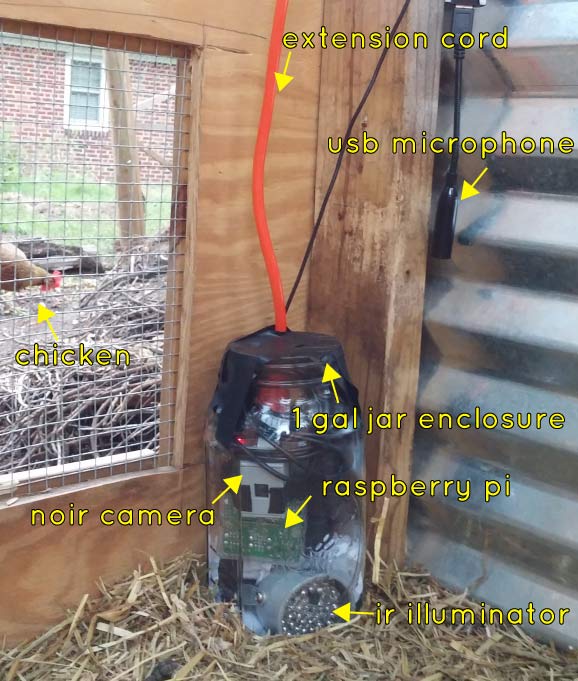 extension cord
usb microphone
chicken
1 gal jar enclosure
raspberry pi
noir camera
ir illuminator